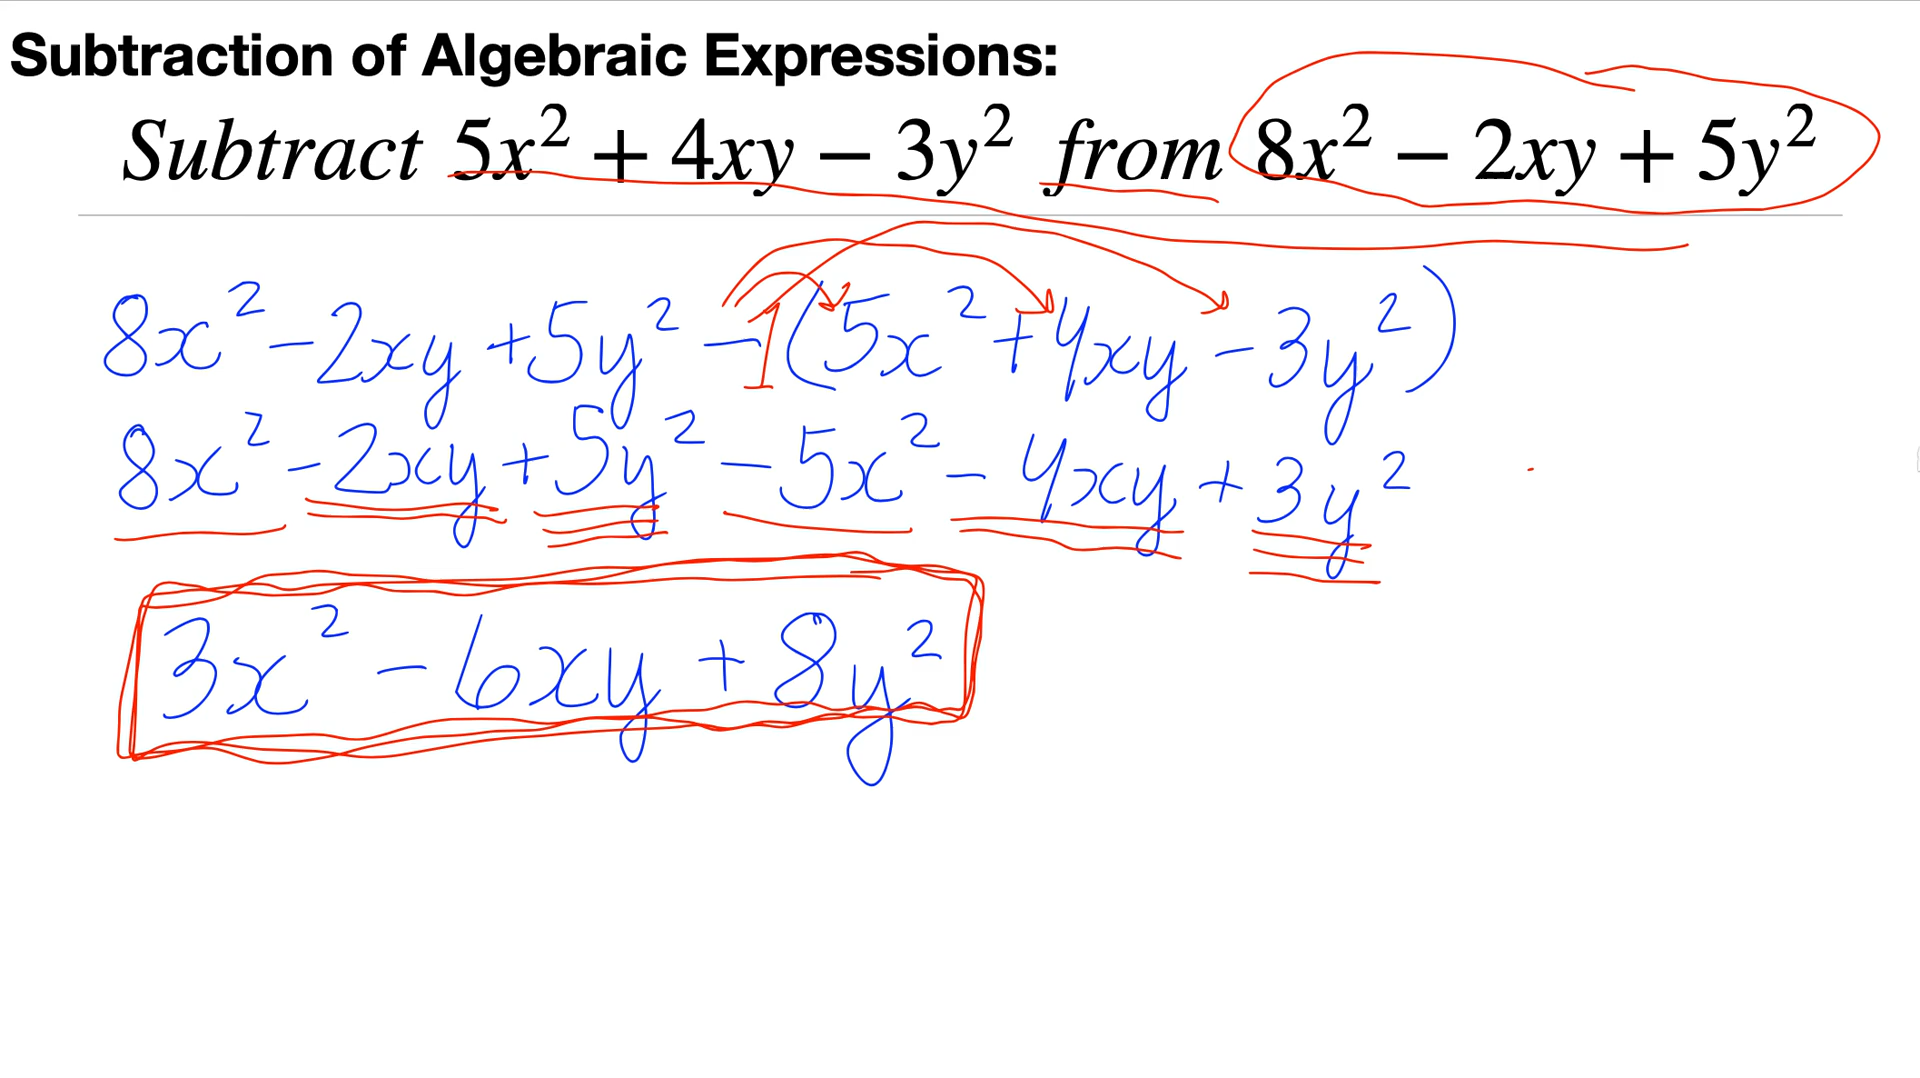 Subtraction of Algebraic Expressions:
Subtract 5x² + 4xy − 3y² from 8x² − 2xy + 5y²
8x² − 2xy + 5y² − 1(5x² + 4xy − 3y²)
8x² − 2xy + 5y² − 5x² − 4xy + 3y²
3x² − 6xy + 8y²